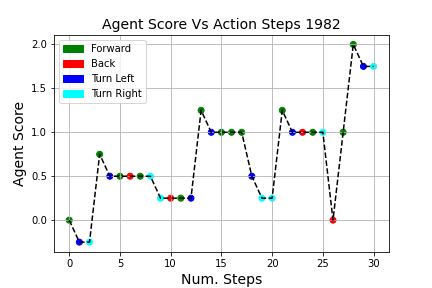 Agent Score Vs Action Steps 1982
Agent Score
2.0
1.5
1.0
0.5
0.0
Forward
Back
Turn Left
Turn Right
0 5 10 15 20 25 30
Num. Steps